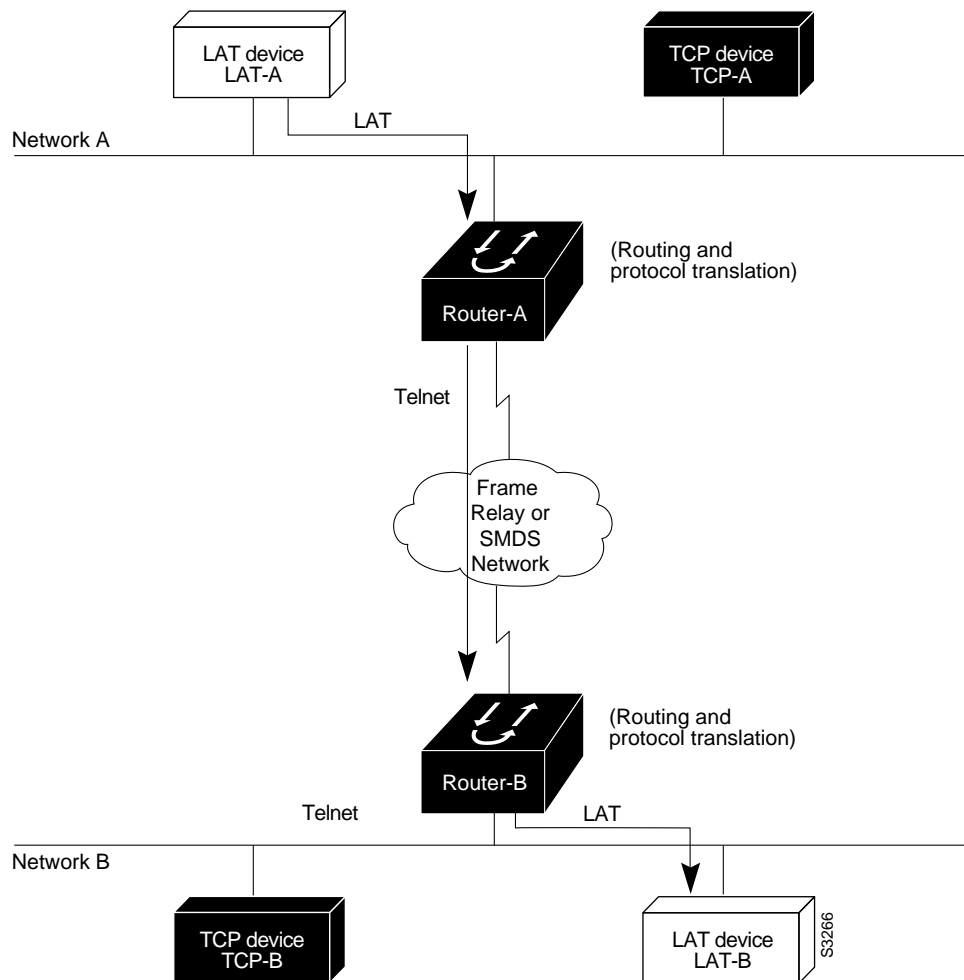 LAT device
LAT-A
TCP device
TCP-A
LAT
Network A
(Routing and
protocol translation)
Router-A
Telnet
Frame
Relay or
SMDS
Network
(Routing and
protocol translation)
Router-B
Telnet
LAT
Network B
TCP device
TCP-B
LAT device
LAT-B
S3266